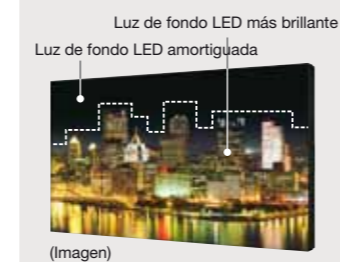 Luz de fondo LED más brillante
Luz de fondo LED amortiguada
(Imagen)